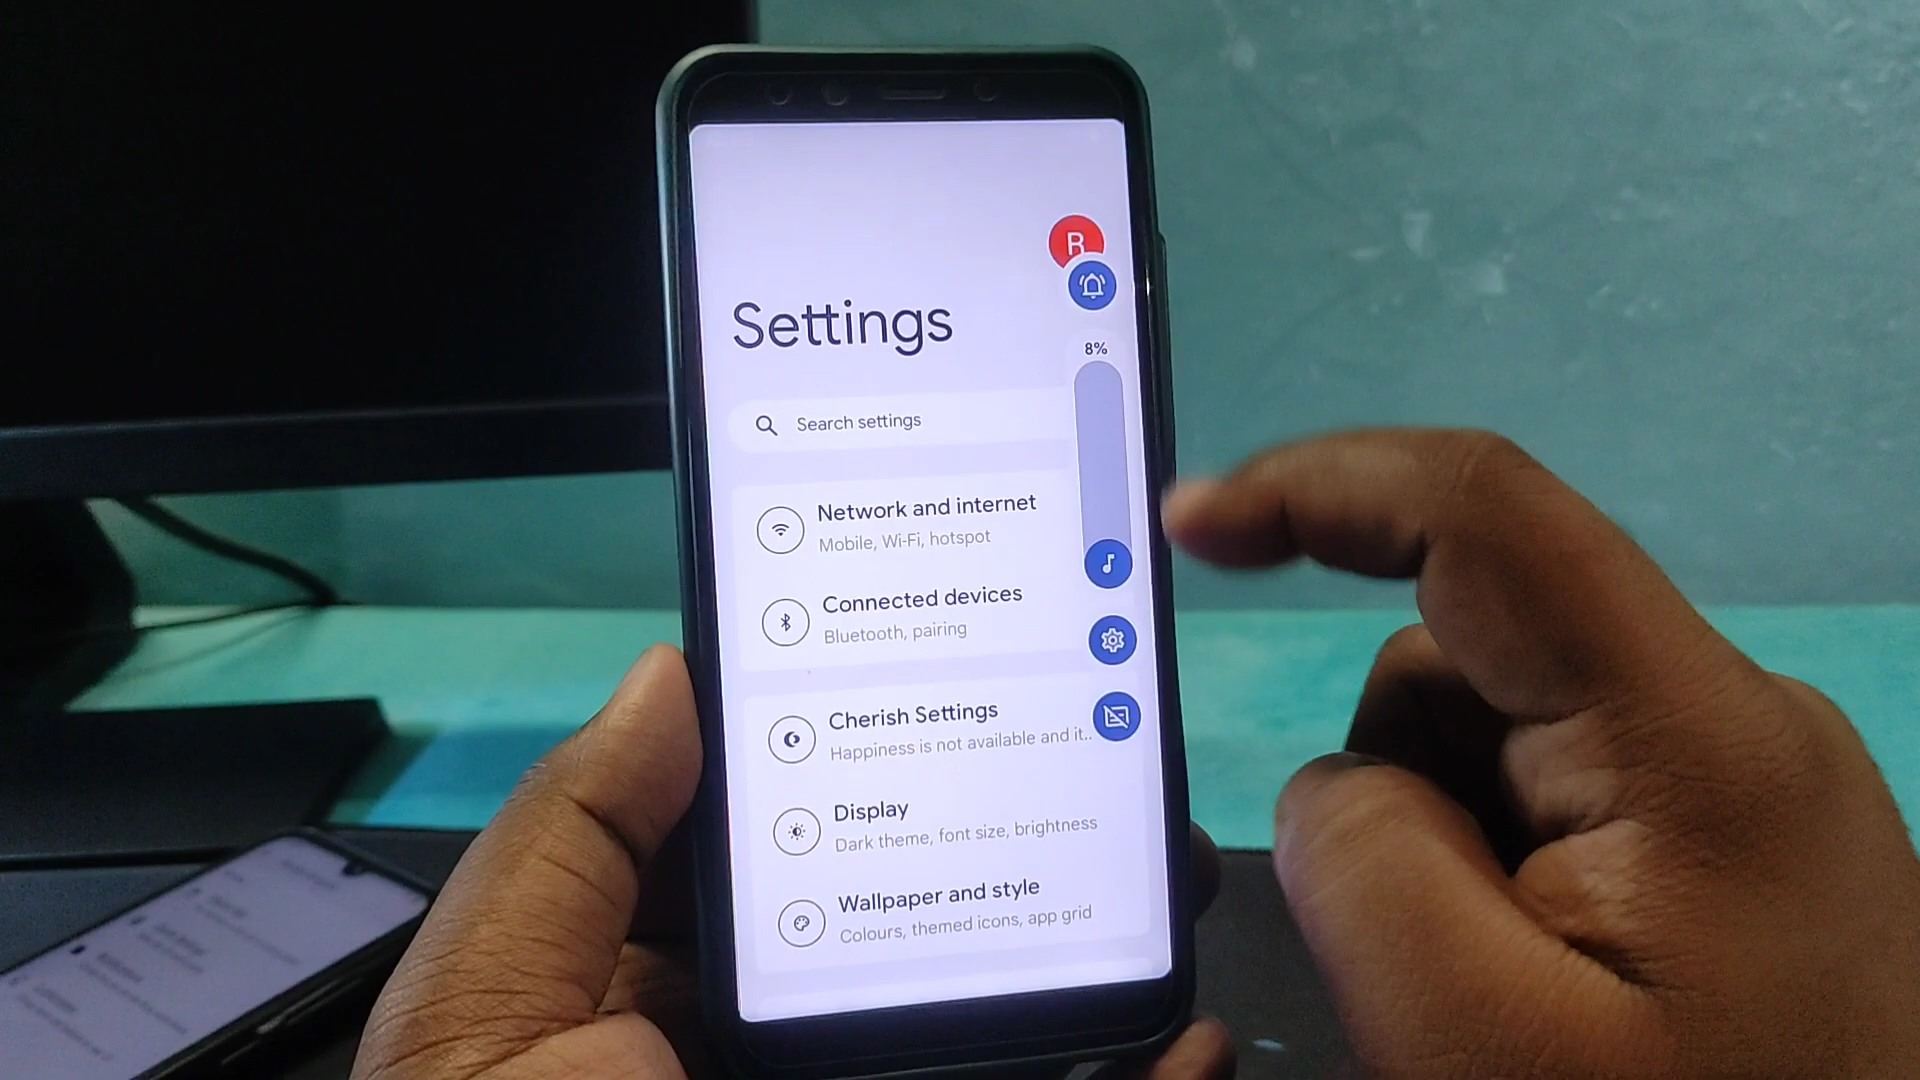 R
Settings
8%
Search settings
Network and internet
Mobile, Wi-Fi, hotspot
Connected devices
Bluetooth, pairing
Cherish Settings
Happiness is not available and it..
Display
Dark theme, font size, brightness
Wallpaper and style
Colours, themed icons, app grid